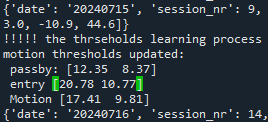 {'date': '20240715', 'session_nr': 9,
3.0, -10.9, 44.6]}
!!!!! the thrseholds learning process
motion thresholds updated:
passby: [12.35 8.37]
entry [20.78 10.77]
Motion [17.41 9.81]
{'date': '20240716', 'session_nr': 14,